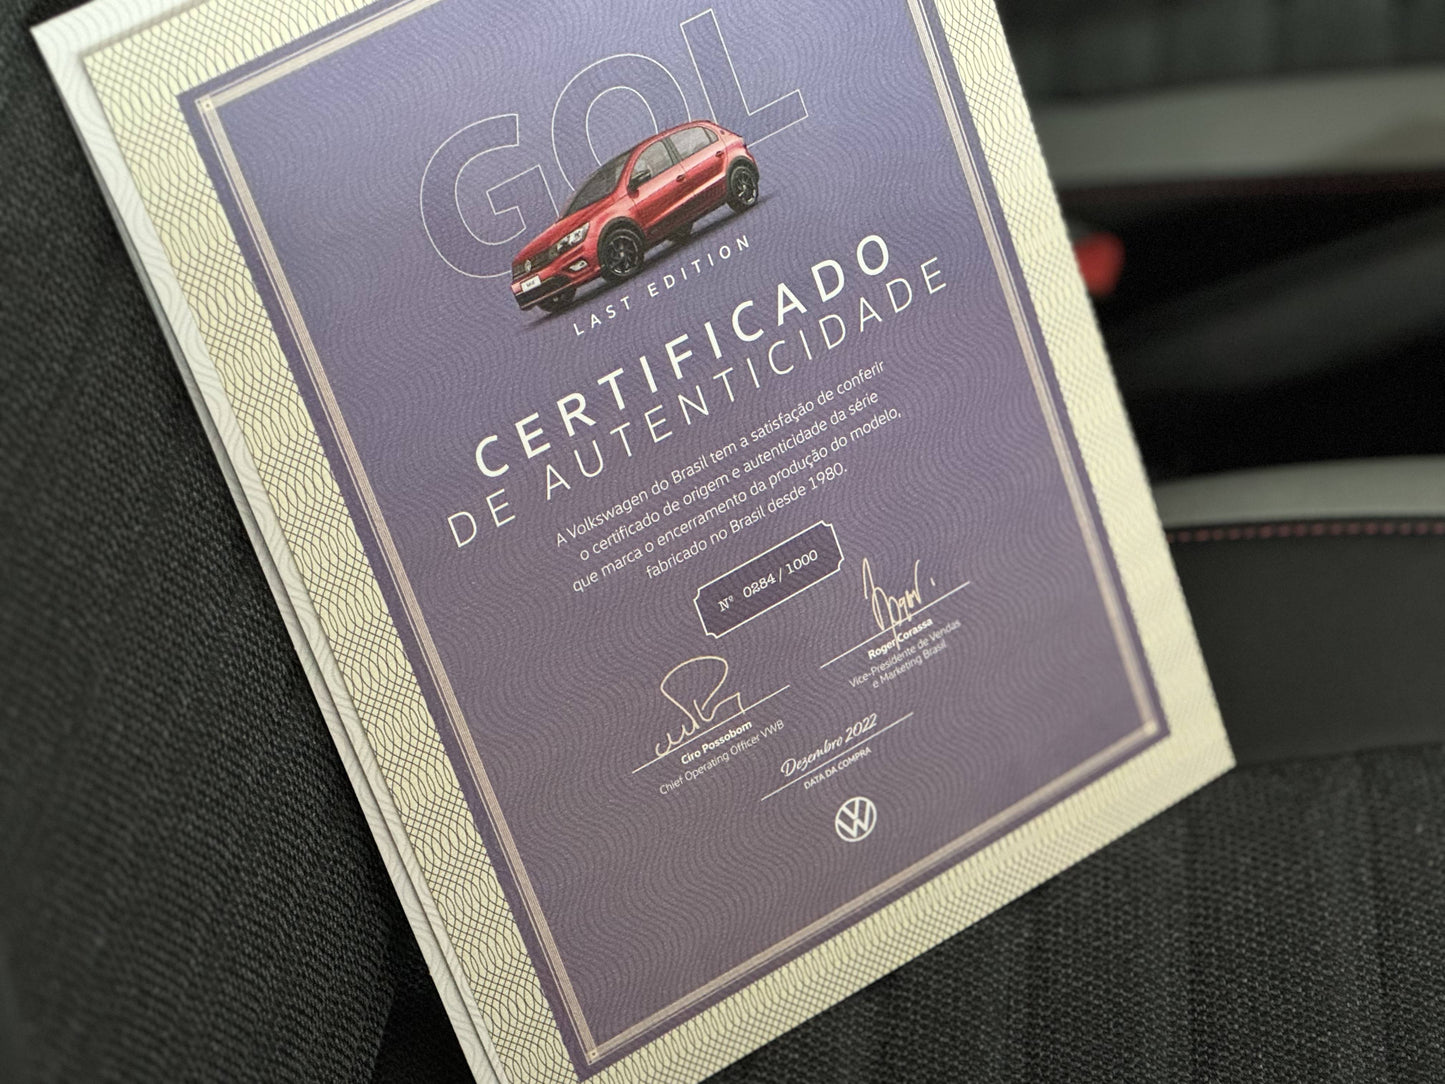 GOL
LAST EDITION
CERTIFICADO
DE AUTENTICIDADE
A Volkswagen do Brasil tem a satisfação de conferir
o certificado de origem e autenticidade da série
que marca o encerramento da produção do modelo,
fabricado no Brasil desde 1980.
Nº 0284 / 1000
Roger Corassa
Vice-Presidente de Vendas
e Marketing Brasil
Ciro Possobom
Chief Operating Officer VWB
Dezembro 2022
DATA DA COMPRA